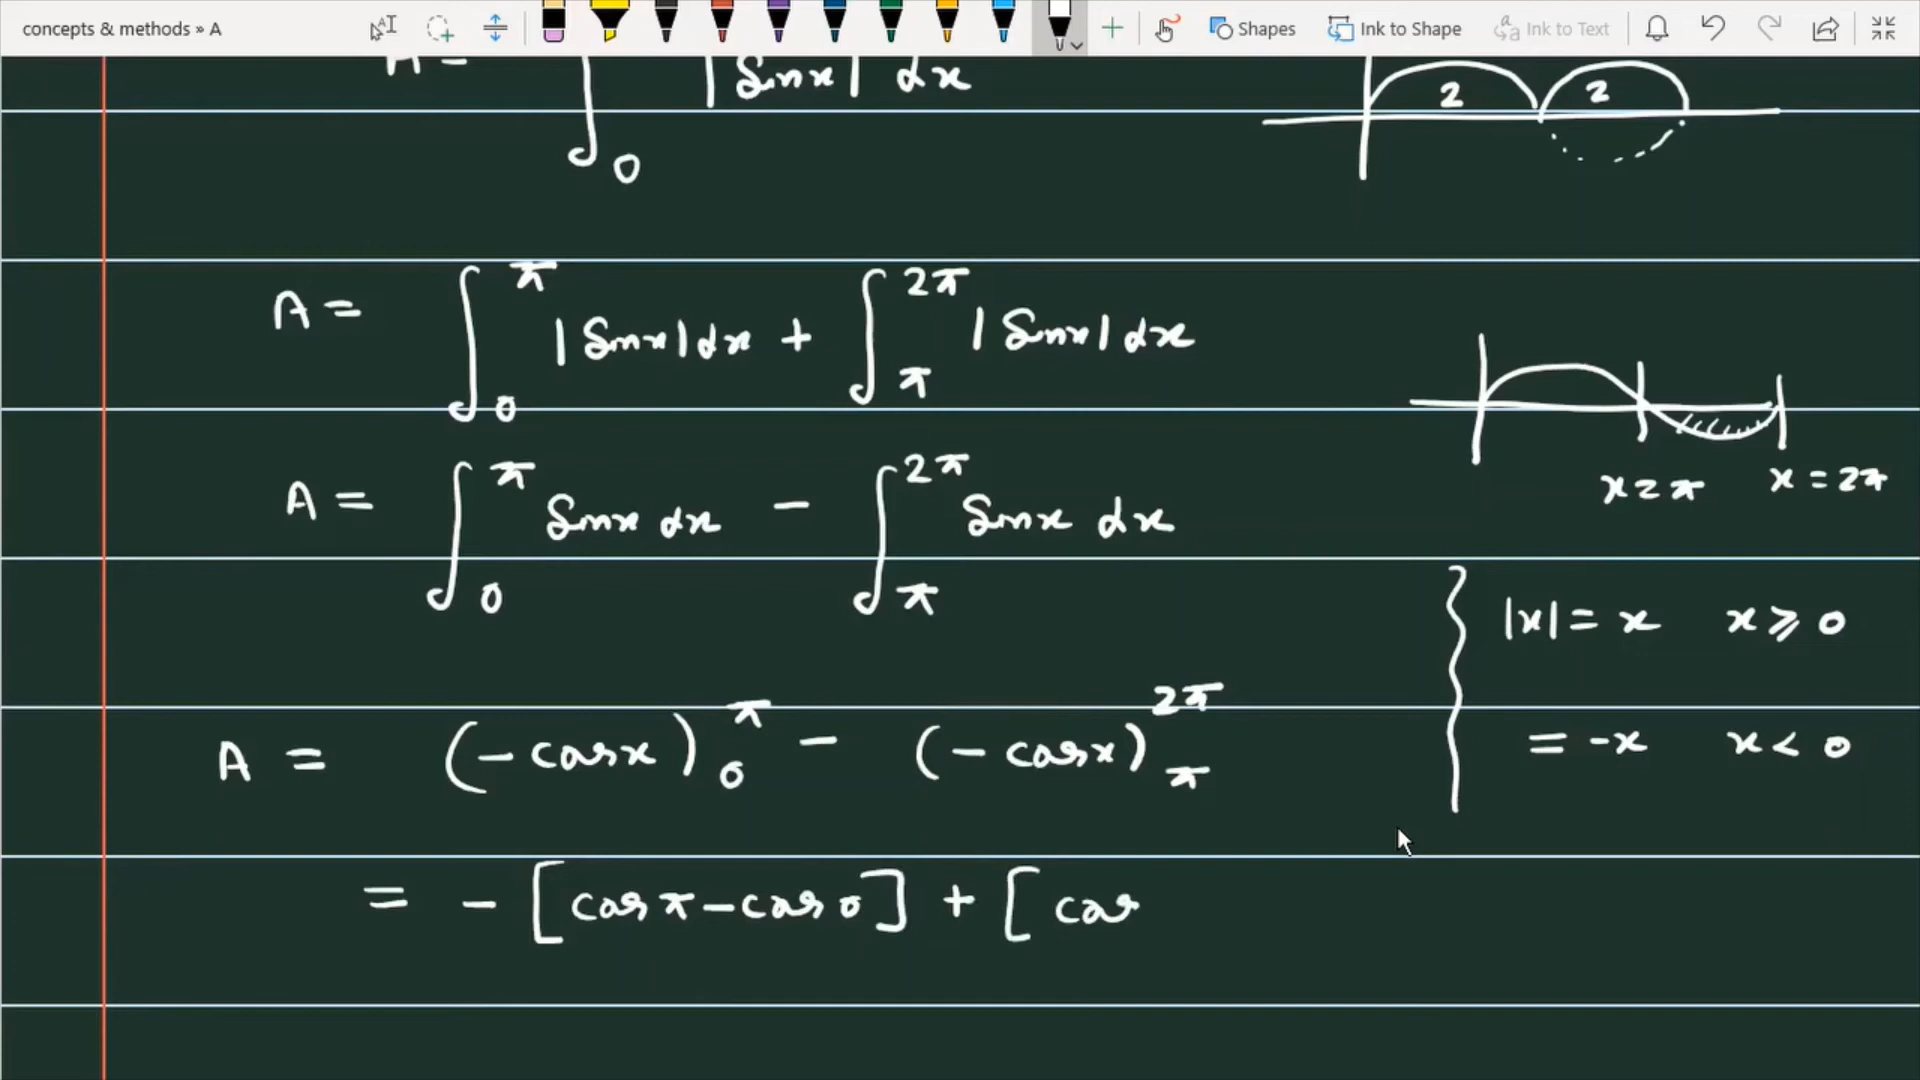 concepts & methods » A
Shapes
Ink to Shape
Ink to Text
A =
∫₀ |Sinx| dx
2 2
A = ∫₀^π |Sinx| dx + ∫_π^2π |Sinx| dx
x = π x = 2π
A = ∫₀^π Sinx dx − ∫_π^2π Sinx dx
|x| = x x ⩾ 0
= -x x < 0
A = (−cosx)₀^π − (−cosx)_π^2π
= − [cosπ − cos0] + [cos